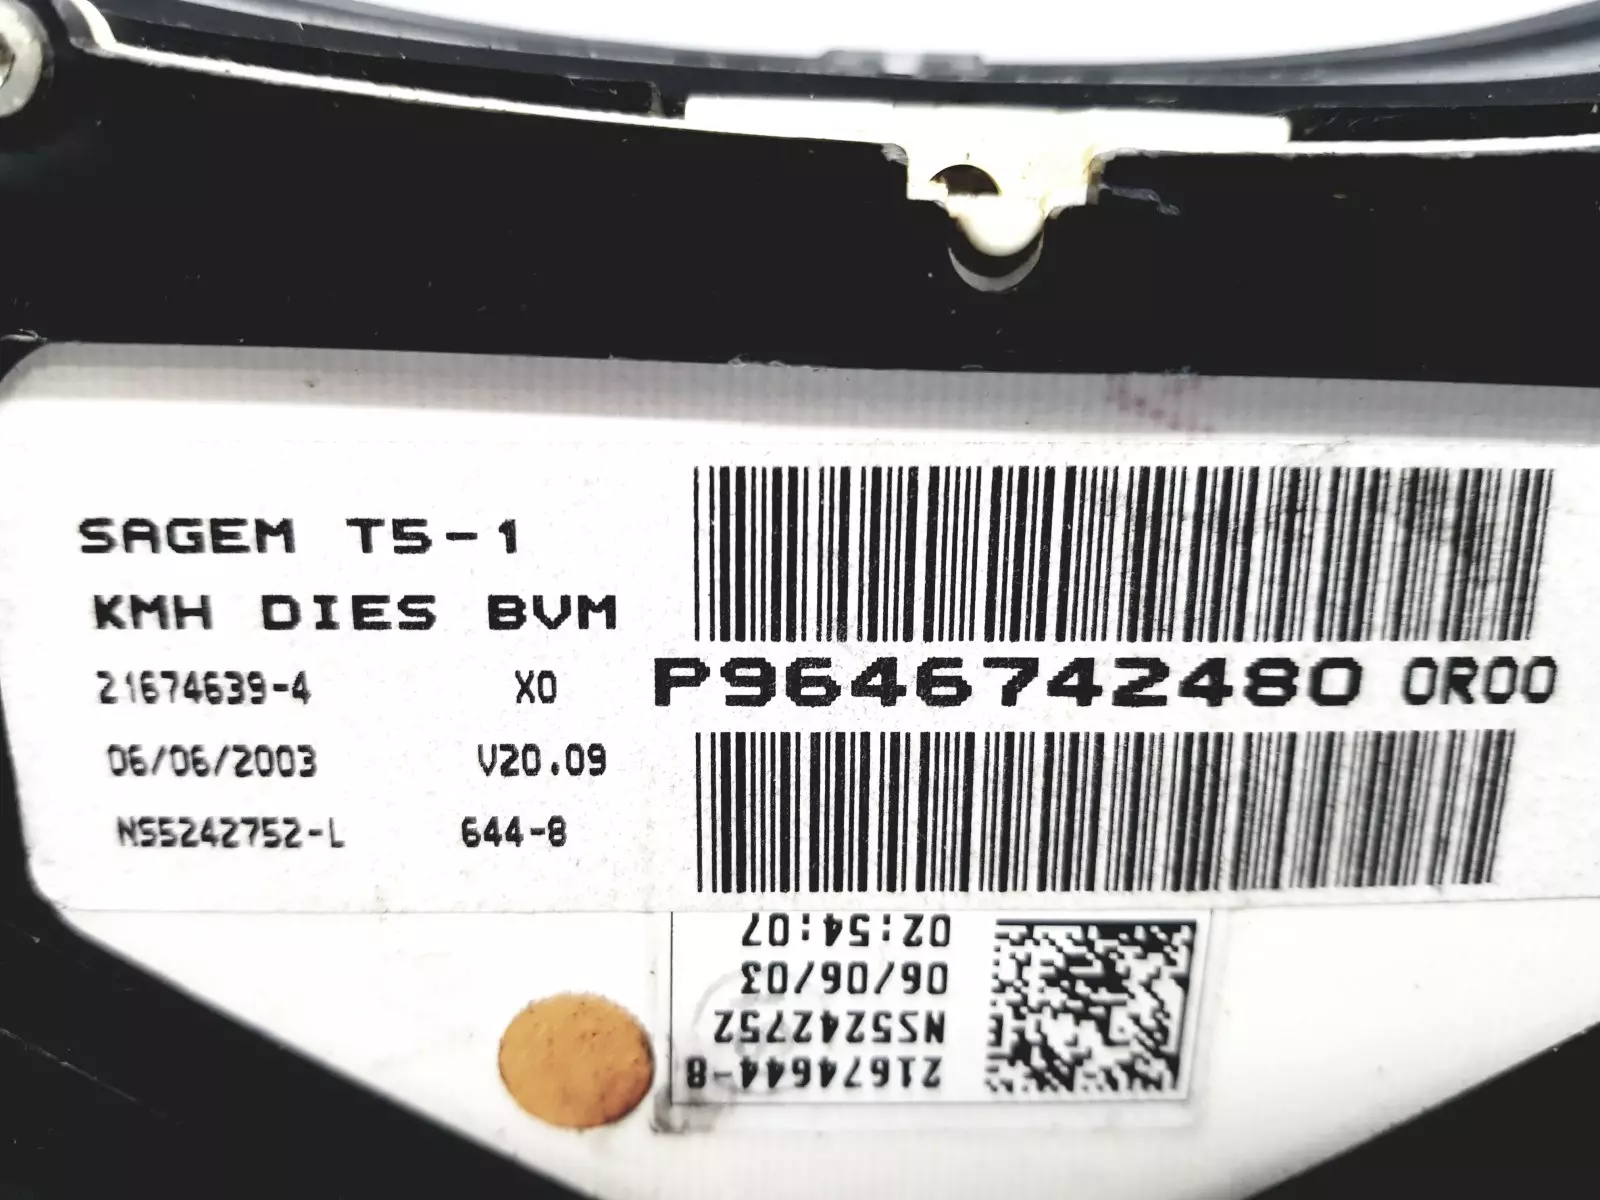 SAGEM T5-1
KMH DIES BVM
21674639-4 X0
P9646742480 0R00
06/06/2003 V20.09
NS5242752-L 644-8
21674644-8
NS5242752
06/06/03
02:54:07